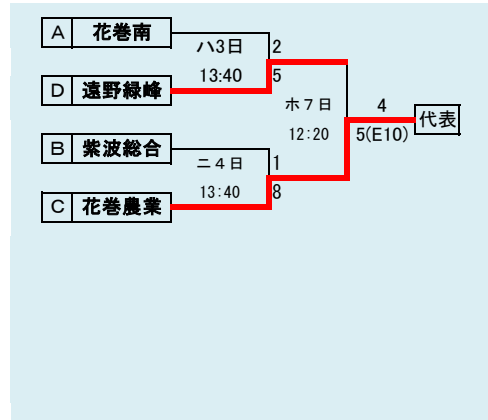 A 花巻南
ハ3日 2
13:40 5
D 遠野緑峰
ホ7日 4
代表
12:20 5(E10)
B 紫波総合
ニ4日 1
13:40 8
C 花巻農業